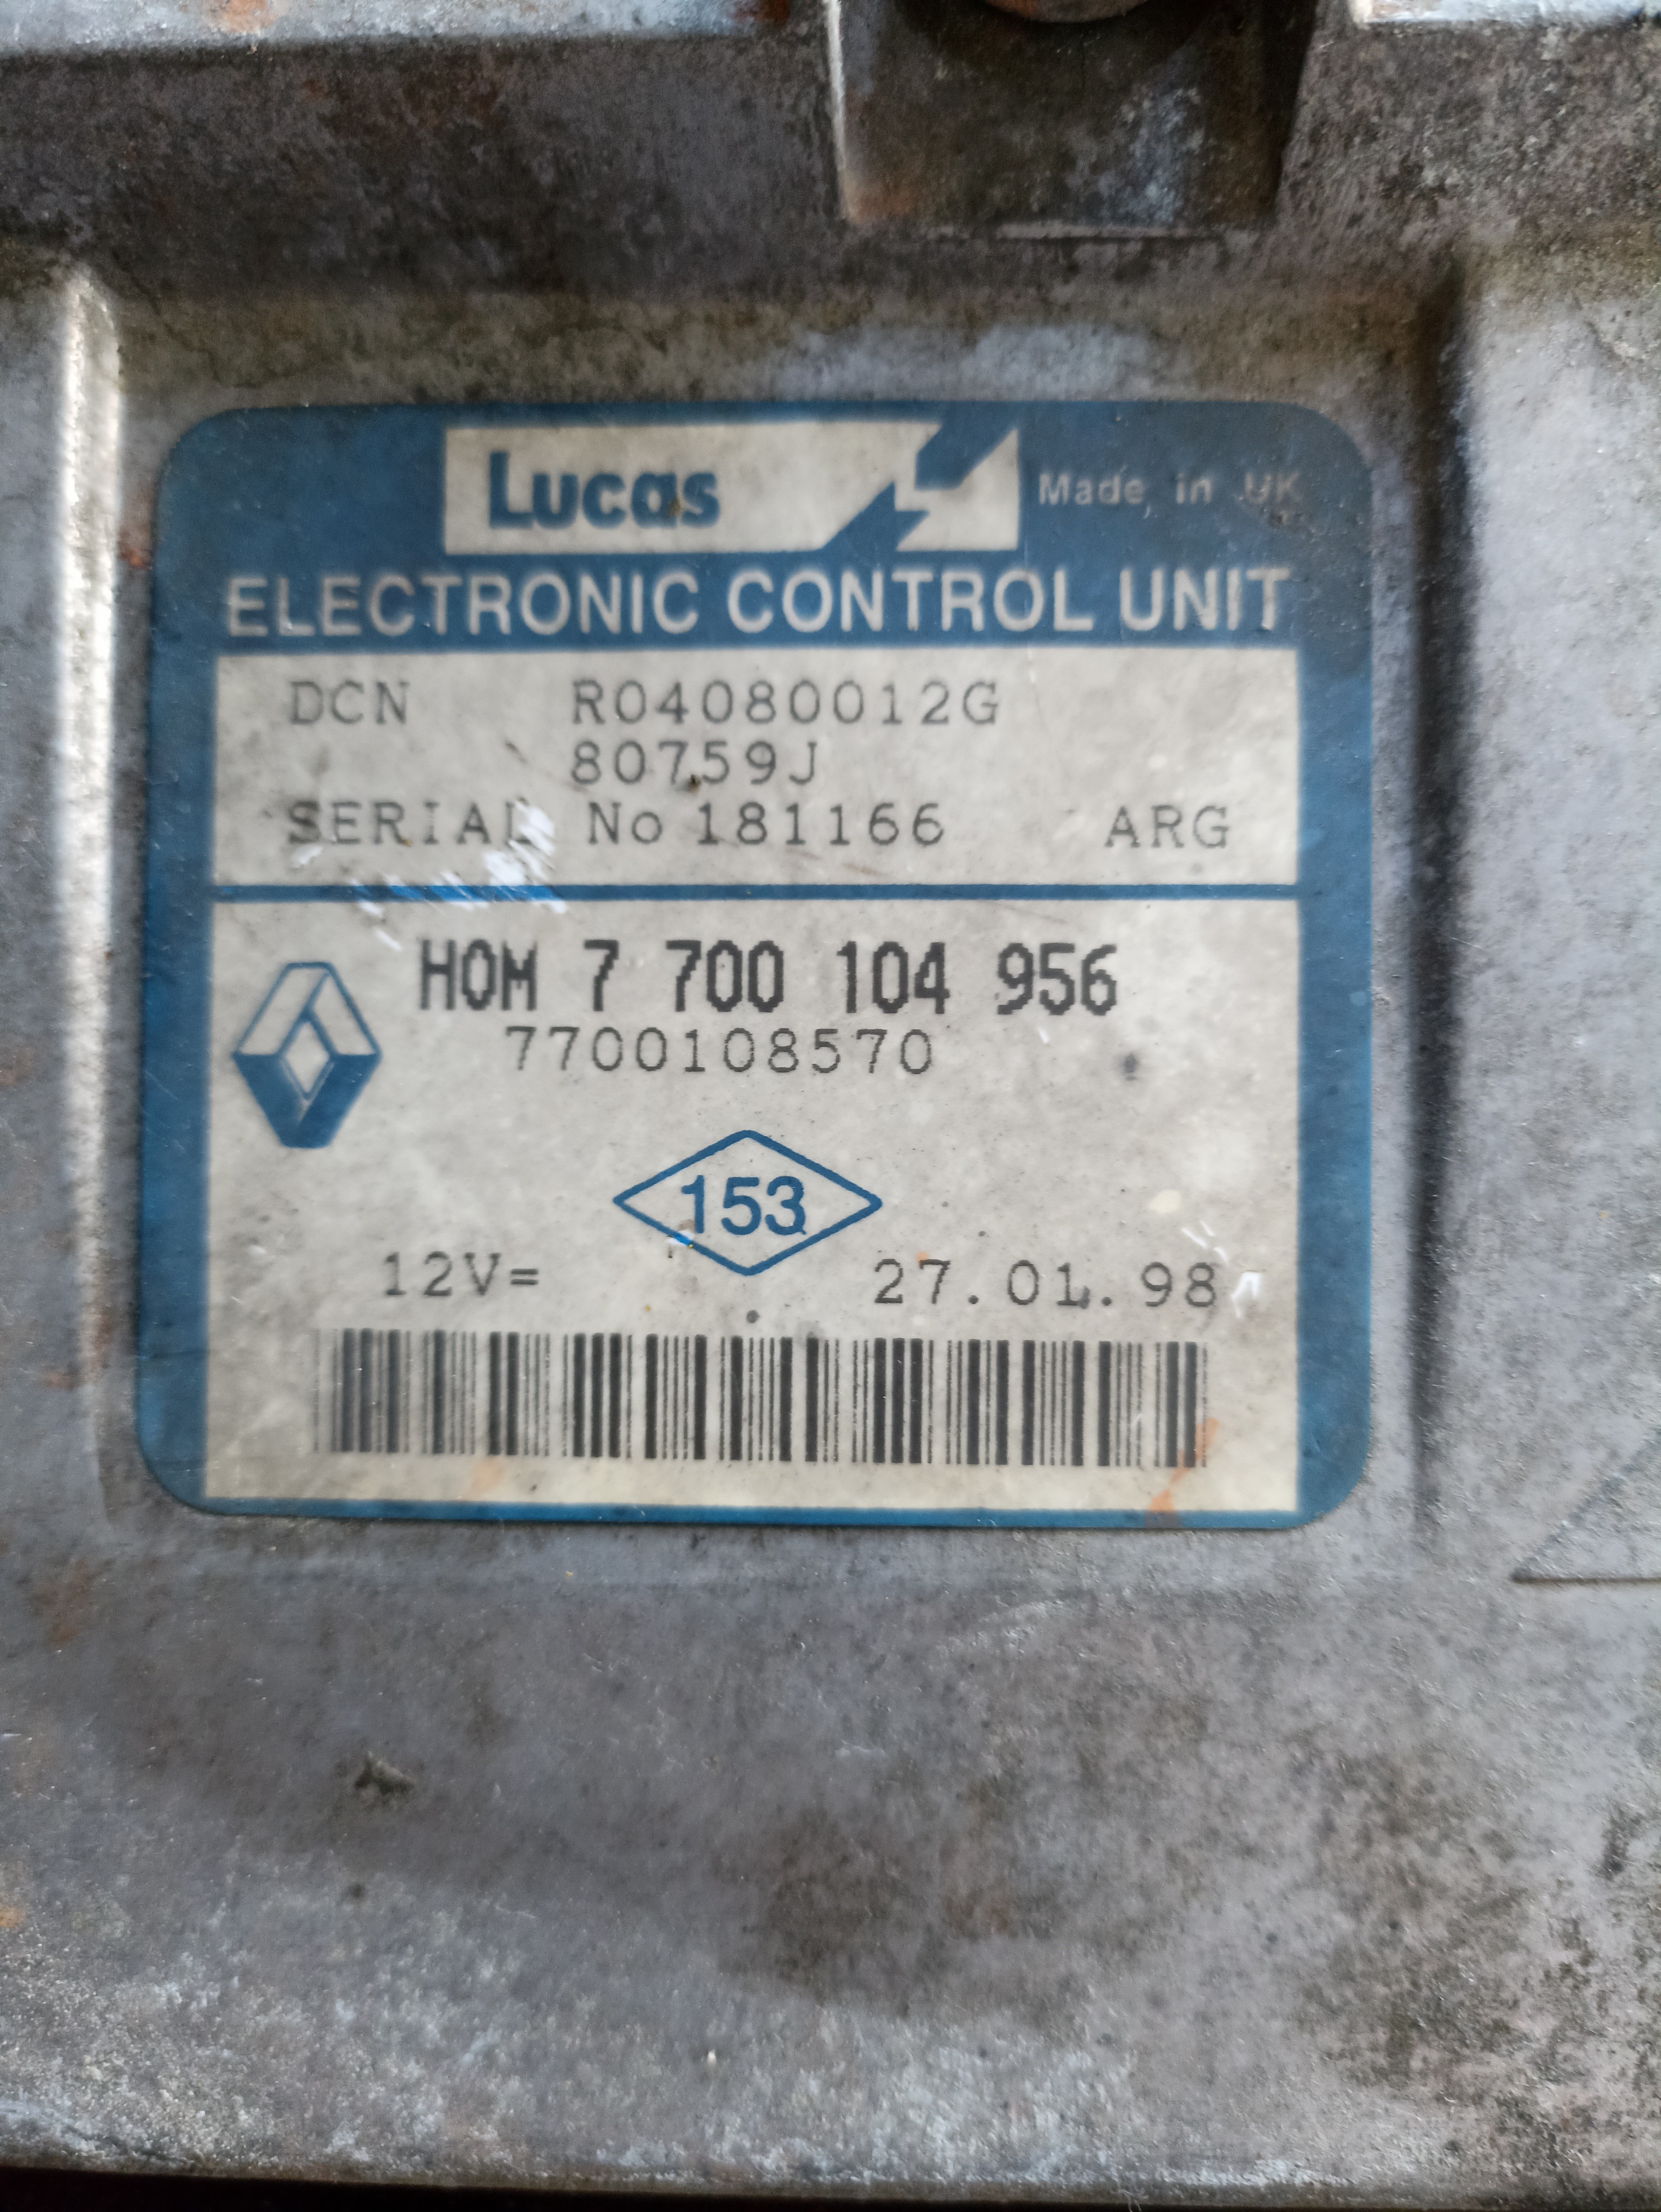 Lucas Made in UK
ELECTRONIC CONTROL UNIT
DCN R04080012G
80759J
SERIAL No 181166 ARG
HOM 7 700 104 956
7700108570
153
12V= 27.01.98